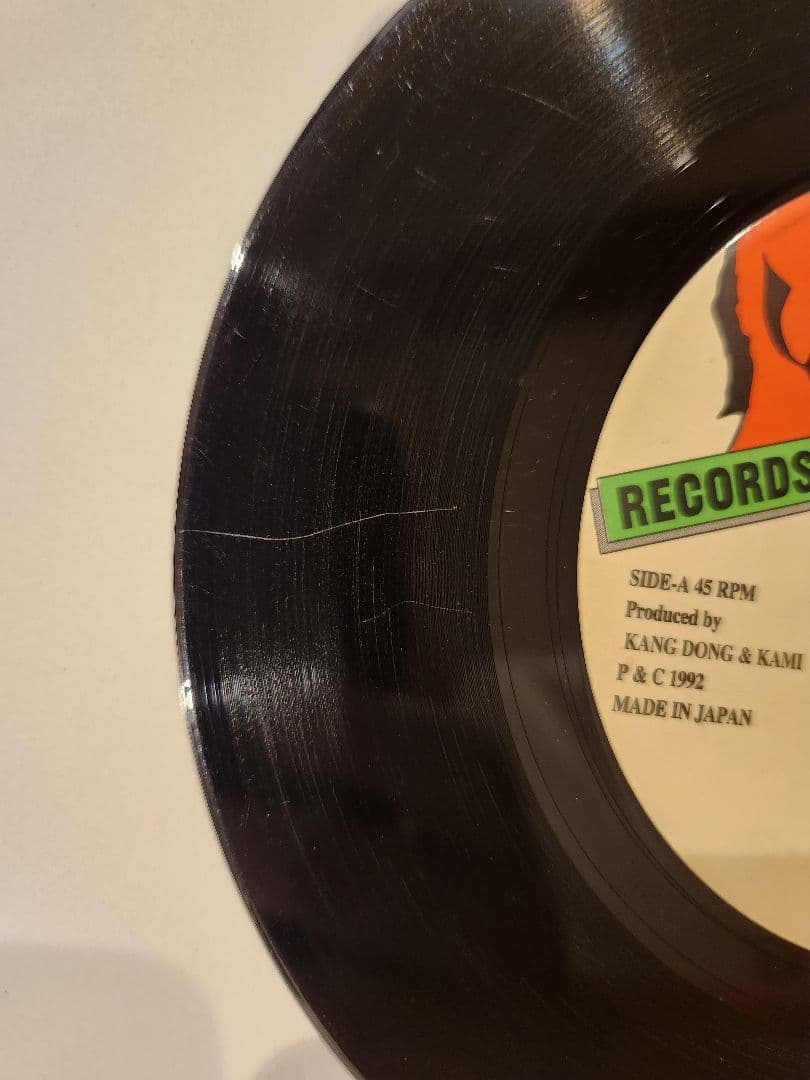 RECORDS
SIDE-A 45 RPM
Produced by
KANG DONG & KAMI
P & C 1992
MADE IN JAPAN